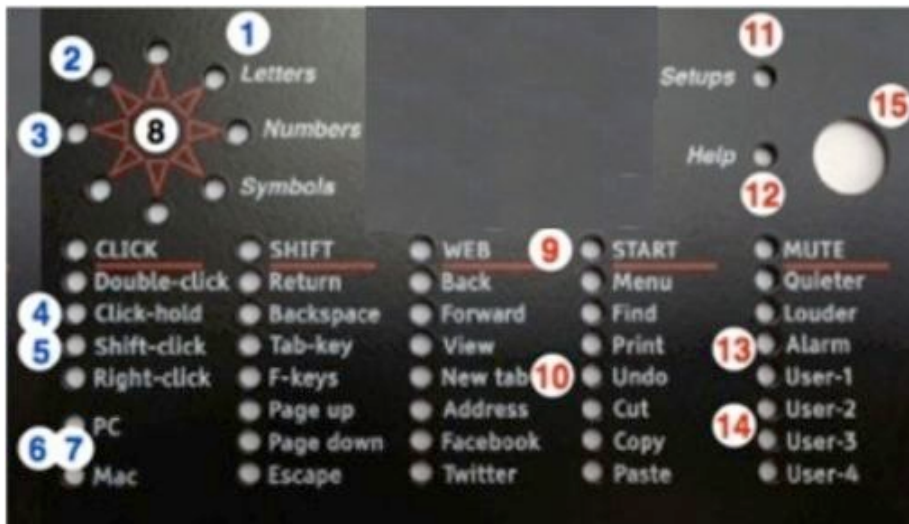 1 11
2 Letters Setups
15
3 8 Numbers
Help
Symbols 12
CLICK SHIFT WEB 9 START MUTE
Double-click Return Back Menu Quieter
4 Click-hold Backspace Forward Find Louder
5 Shift-click Tab-key View Print 13 Alarm
Right-click F-keys New tab 10 Undo User-1
PC Page up Address Cut User-2
6 7 Page down Facebook Copy 14 User-3
Mac Escape Twitter Paste User-4